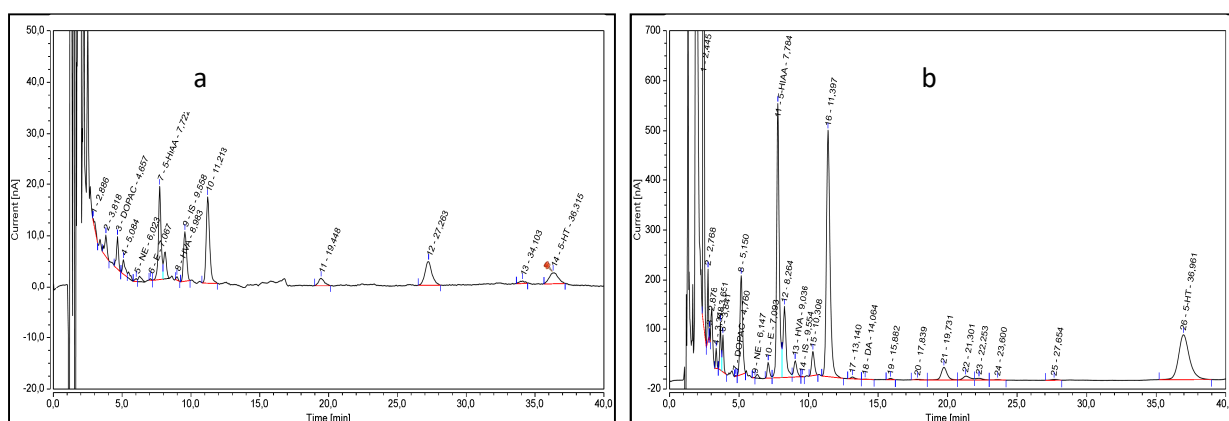 a
50,0
40,0
30,0
20,0
10,0
0,0
-10,0
-20,0
Current [nA]
0,0 5,0 10,0 15,0 20,0 25,0 30,0 35,0 40,0
Time [min]
1 - 2,886
2 - 3,818
3 - DOPAC - 4,657
4 - 5,084
5 - NE - 6,023
6 - E - 7,067
7 - 5-HIAA - 7,722
8 - HVA - 8,983
9 - IS - 9,558
10 - 11,213
11 - 19,448
12 - 27,263
13 - 34,103
14 - 5-HT - 36,315
b
700
600
500
400
300
200
100
-20
Current [nA]
0,0 5,0 10,0 15,0 20,0 25,0 30,0 35,0 40,0
Time [min]
1 - 2,445
2 - 2,768
DOPAC - 4,760
8 - 5,150
9 - NE - 6,147
10 - E - 7,093
11 - 5-HIAA - 7,784
12 - 8,264
13 - HVA - 9,036
14 - IS - 9,554
15 - 10,308
16 - 11,397
17 - 13,140
18 - DA - 14,064
19 - 15,882
20 - 17,839
21 - 19,731
22 - 21,301
23 - 22,253
24 - 23,600
25 - 27,654
26 - 5-HT - 36,961